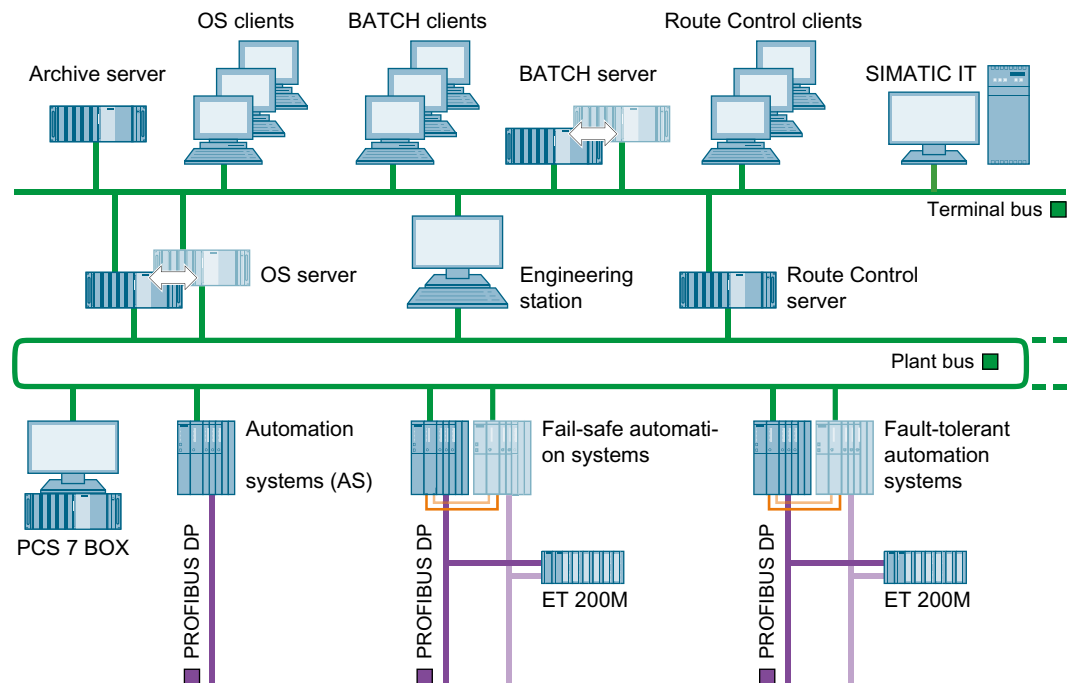 OS clients
BATCH clients
Route Control clients
Archive server
BATCH server
SIMATIC IT
Terminal bus
OS server
Engineering
station
Route Control
server
Plant bus
Automation
systems (AS)
Fail-safe automati-
on systems
Fault-tolerant
automation
systems
PCS 7 BOX
PROFIBUS DP
PROFIBUS DP
ET 200M
PROFIBUS DP
ET 200M